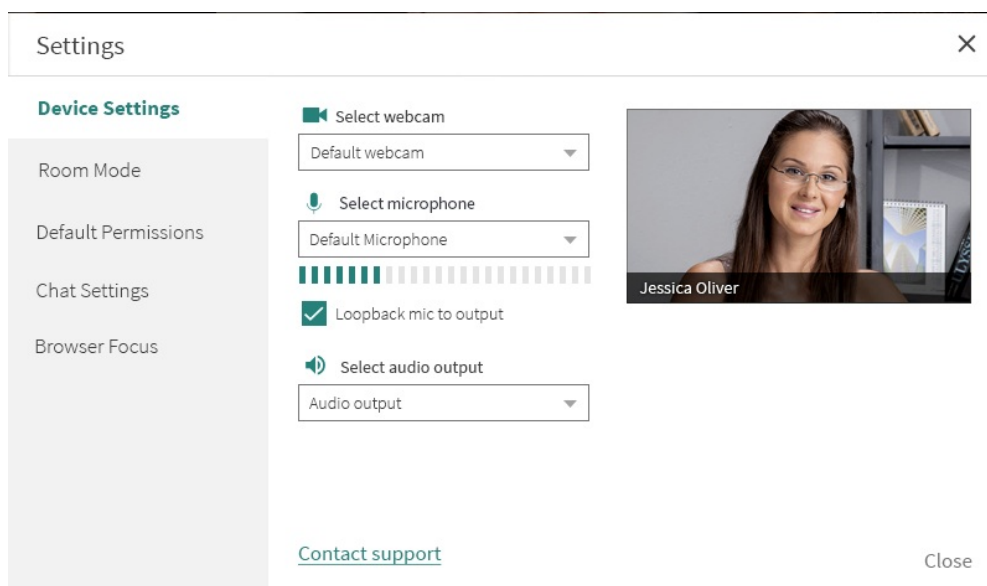 Settings
Device Settings
Room Mode
Default Permissions
Chat Settings
Browser Focus
Select webcam
Default webcam
Select microphone
Default Microphone
Loopback mic to output
Select audio output
Audio output
Jessica Oliver
Contact support
Close